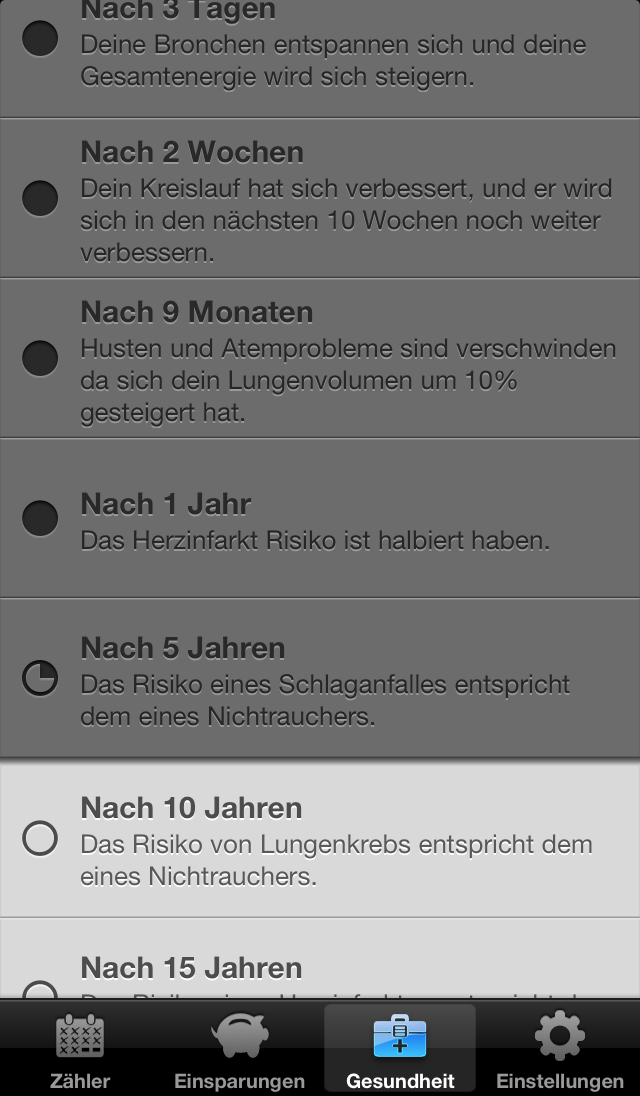 Nach 3 Tagen
Deine Bronchen entspannen sich und deine
Gesamtenergie wird sich steigern.
Nach 2 Wochen
Dein Kreislauf hat sich verbessert, und er wird
sich in den nächsten 10 Wochen noch weiter
verbessern.
Nach 9 Monaten
Husten und Atemprobleme sind verschwinden
da sich dein Lungenvolumen um 10%
gesteigert hat.
Nach 1 Jahr
Das Herzinfarkt Risiko ist halbiert haben.
Nach 5 Jahren
Das Risiko eines Schlaganfalles entspricht
dem eines Nichtrauchers.
Nach 10 Jahren
Das Risiko von Lungenkrebs entspricht dem
eines Nichtrauchers.
Nach 15 Jahren
Zähler
Einsparungen
Gesundheit
Einstellungen